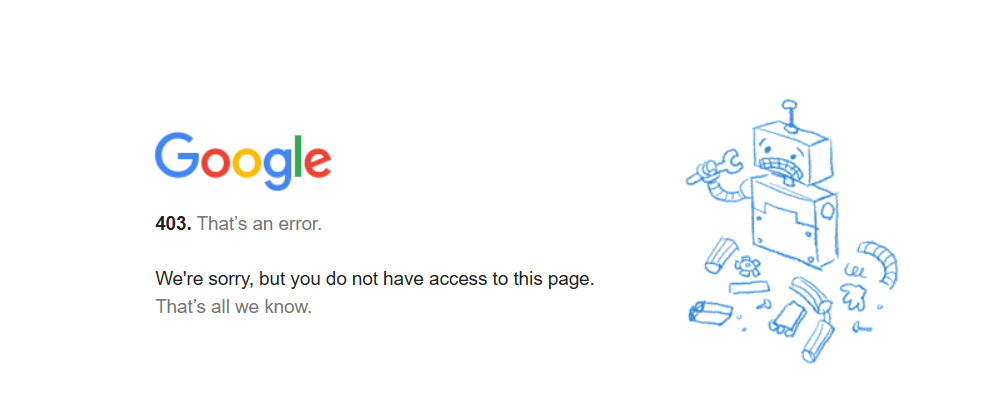 Google
403. That’s an error.
We're sorry, but you do not have access to this page.
That’s all we know.